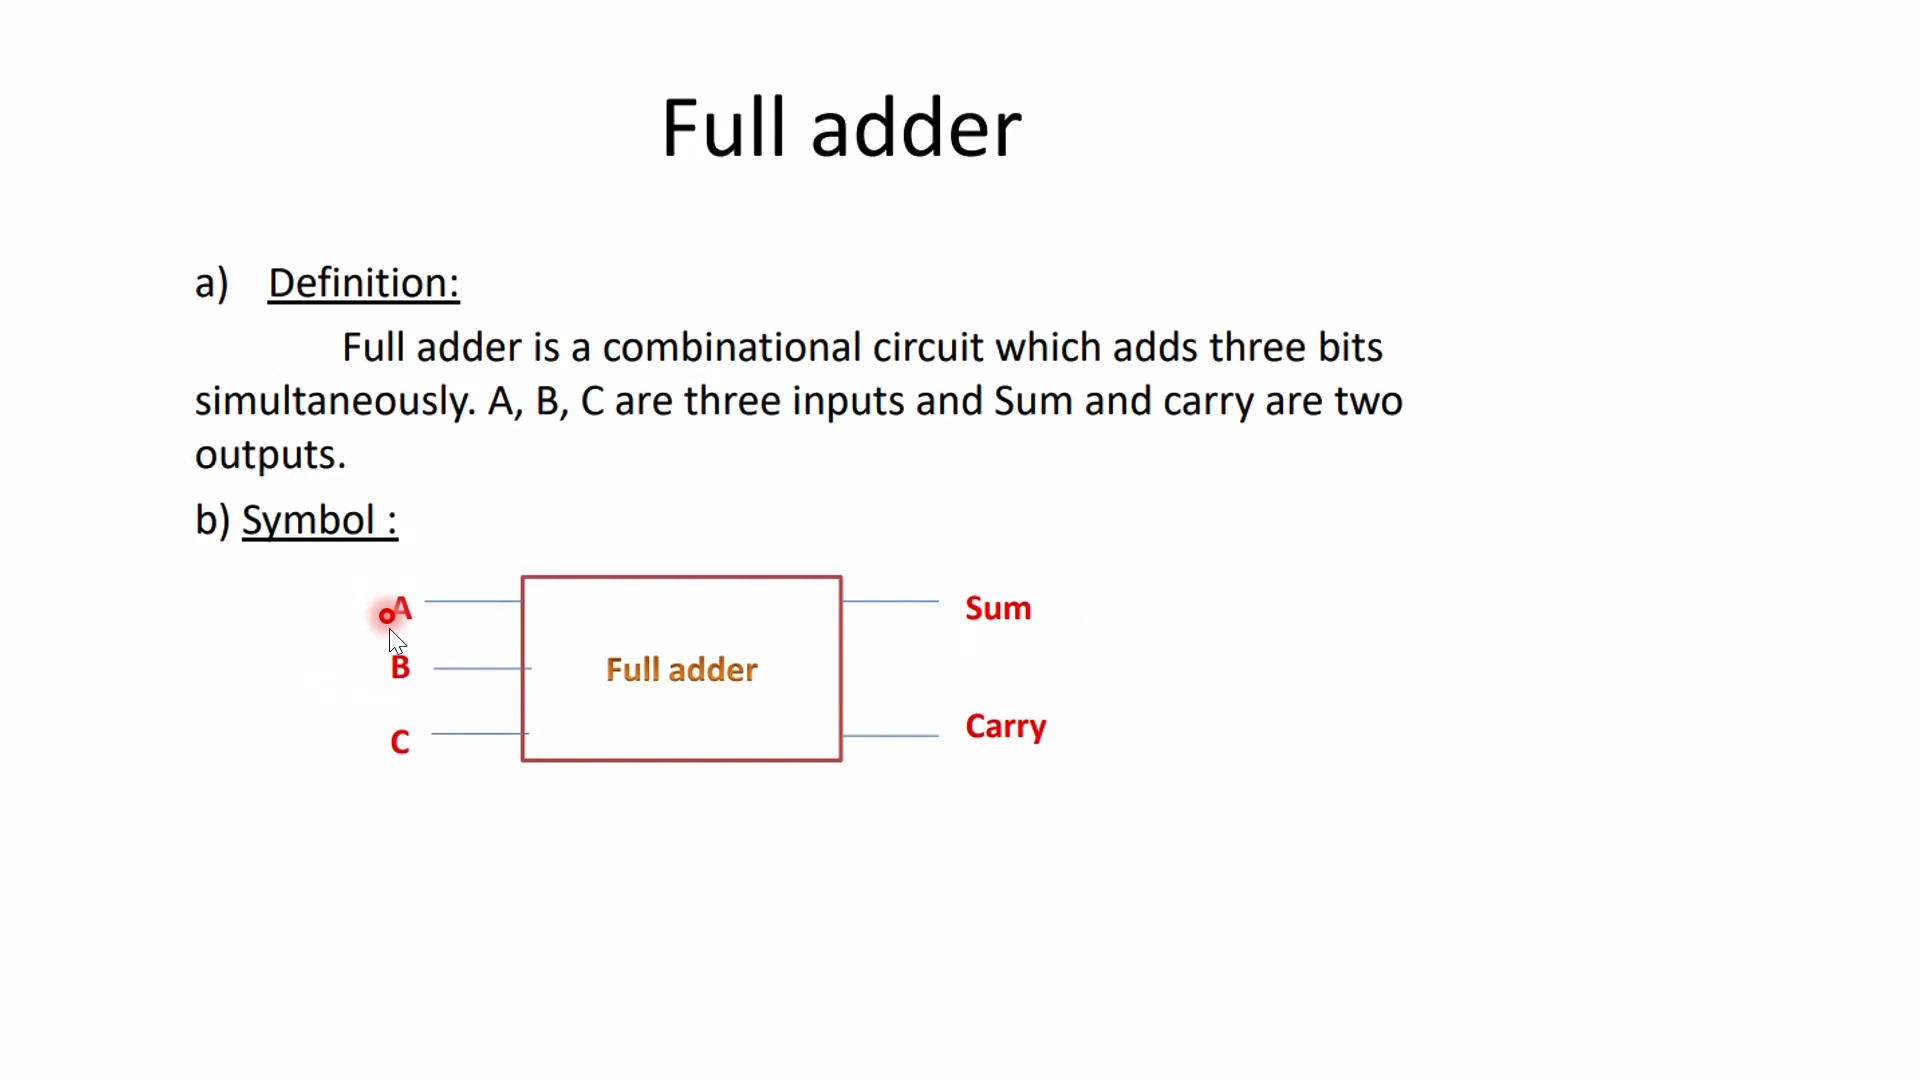 Full adder
a) Definition:
Full adder is a combinational circuit which adds three bits
simultaneously. A, B, C are three inputs and Sum and carry are two
outputs.
b) Symbol :
A
Sum
B
Full adder
C
Carry